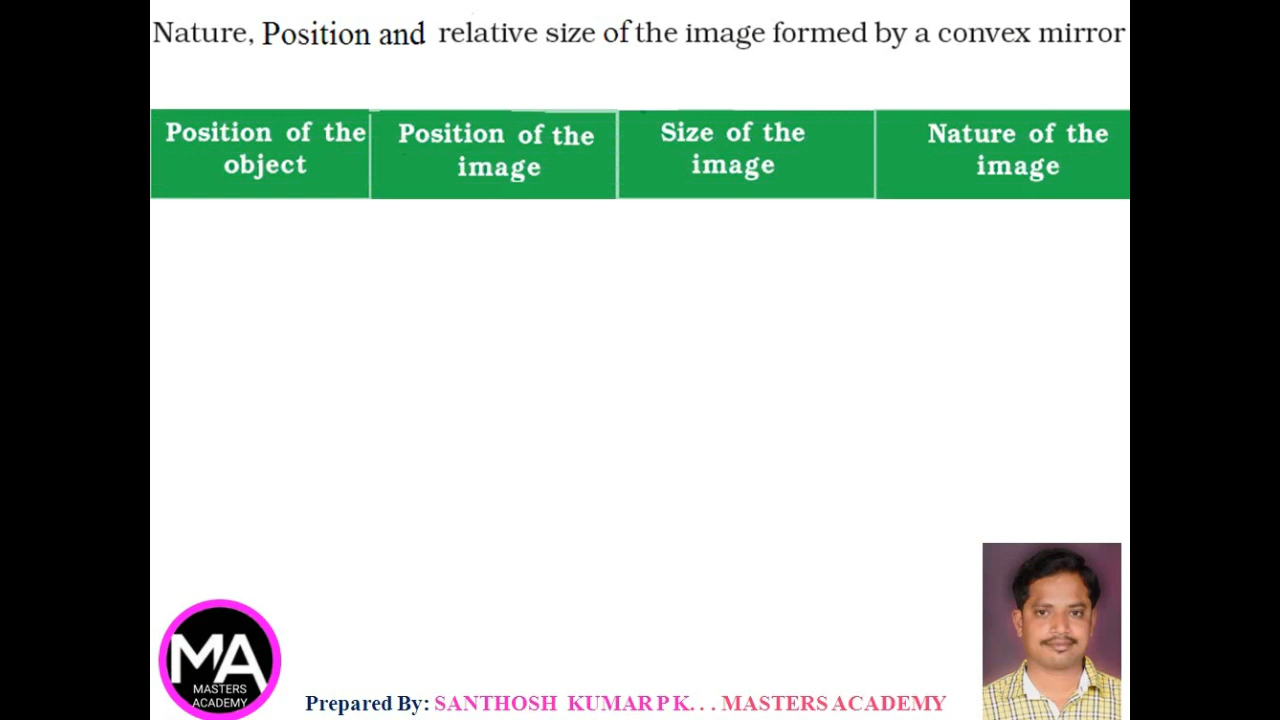 Nature, Position and relative size of the image formed by a convex mirror
Position of the
object
Position of the
image
Size of the
image
Nature of the
image
MA
MASTERS
ACADEMY
Prepared By: SANTHOSH KUMAR P K. . . MASTERS ACADEMY